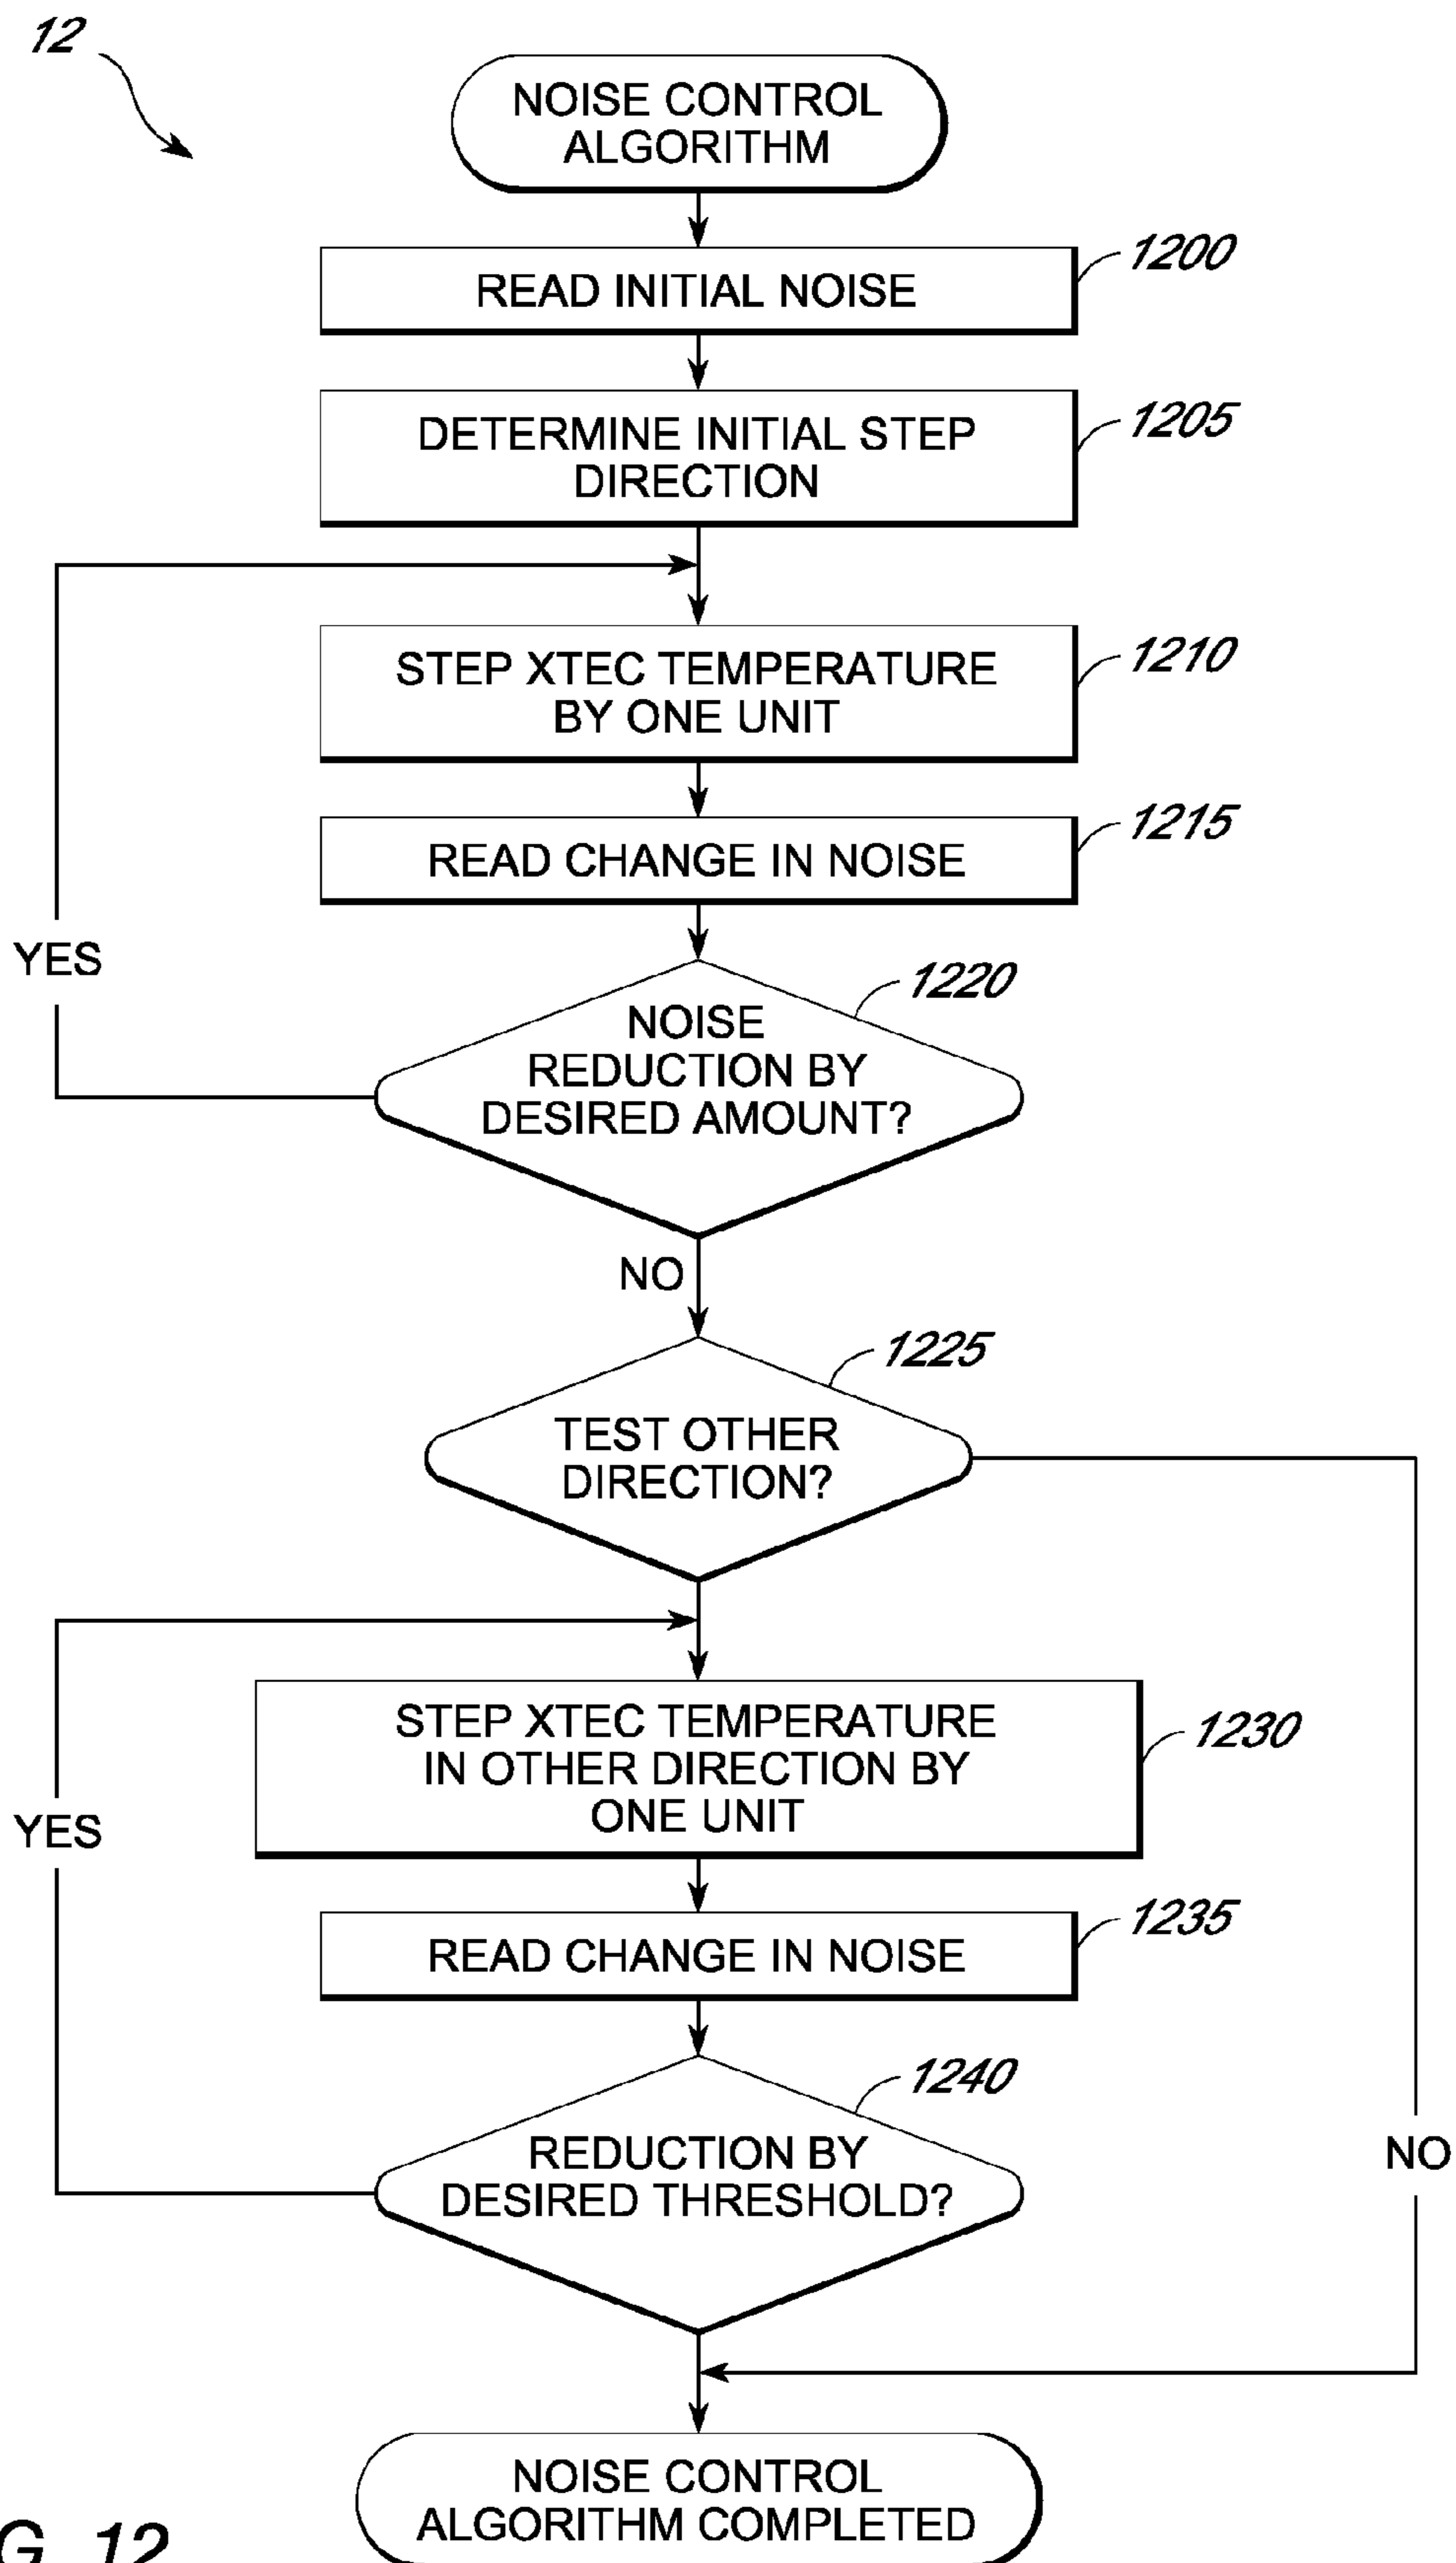 12
NOISE CONTROL
ALGORITHM
READ INITIAL NOISE
1200
DETERMINE INITIAL STEP
DIRECTION
1205
STEP XTEC TEMPERATURE
BY ONE UNIT
1210
READ CHANGE IN NOISE
1215
YES
NOISE
REDUCTION BY
DESIRED AMOUNT?
1220
NO
TEST OTHER
DIRECTION?
1225
STEP XTEC TEMPERATURE
IN OTHER DIRECTION BY
ONE UNIT
1230
YES
READ CHANGE IN NOISE
1235
REDUCTION BY
DESIRED THRESHOLD?
1240
NO
NOISE CONTROL
ALGORITHM COMPLETED
G. 12